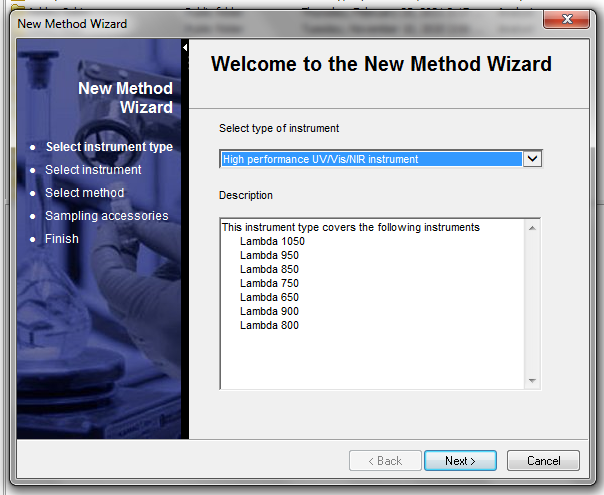 New Method Wizard
New Method
Wizard
Select instrument type
Select instrument
Select method
Sampling accessories
Finish
Welcome to the New Method Wizard
Select type of instrument
High performance UV/Vis/NIR instrument
Description
This instrument type covers the following instruments
Lambda 1050
Lambda 950
Lambda 850
Lambda 750
Lambda 650
Lambda 900
Lambda 800
< Back
Next >
Cancel